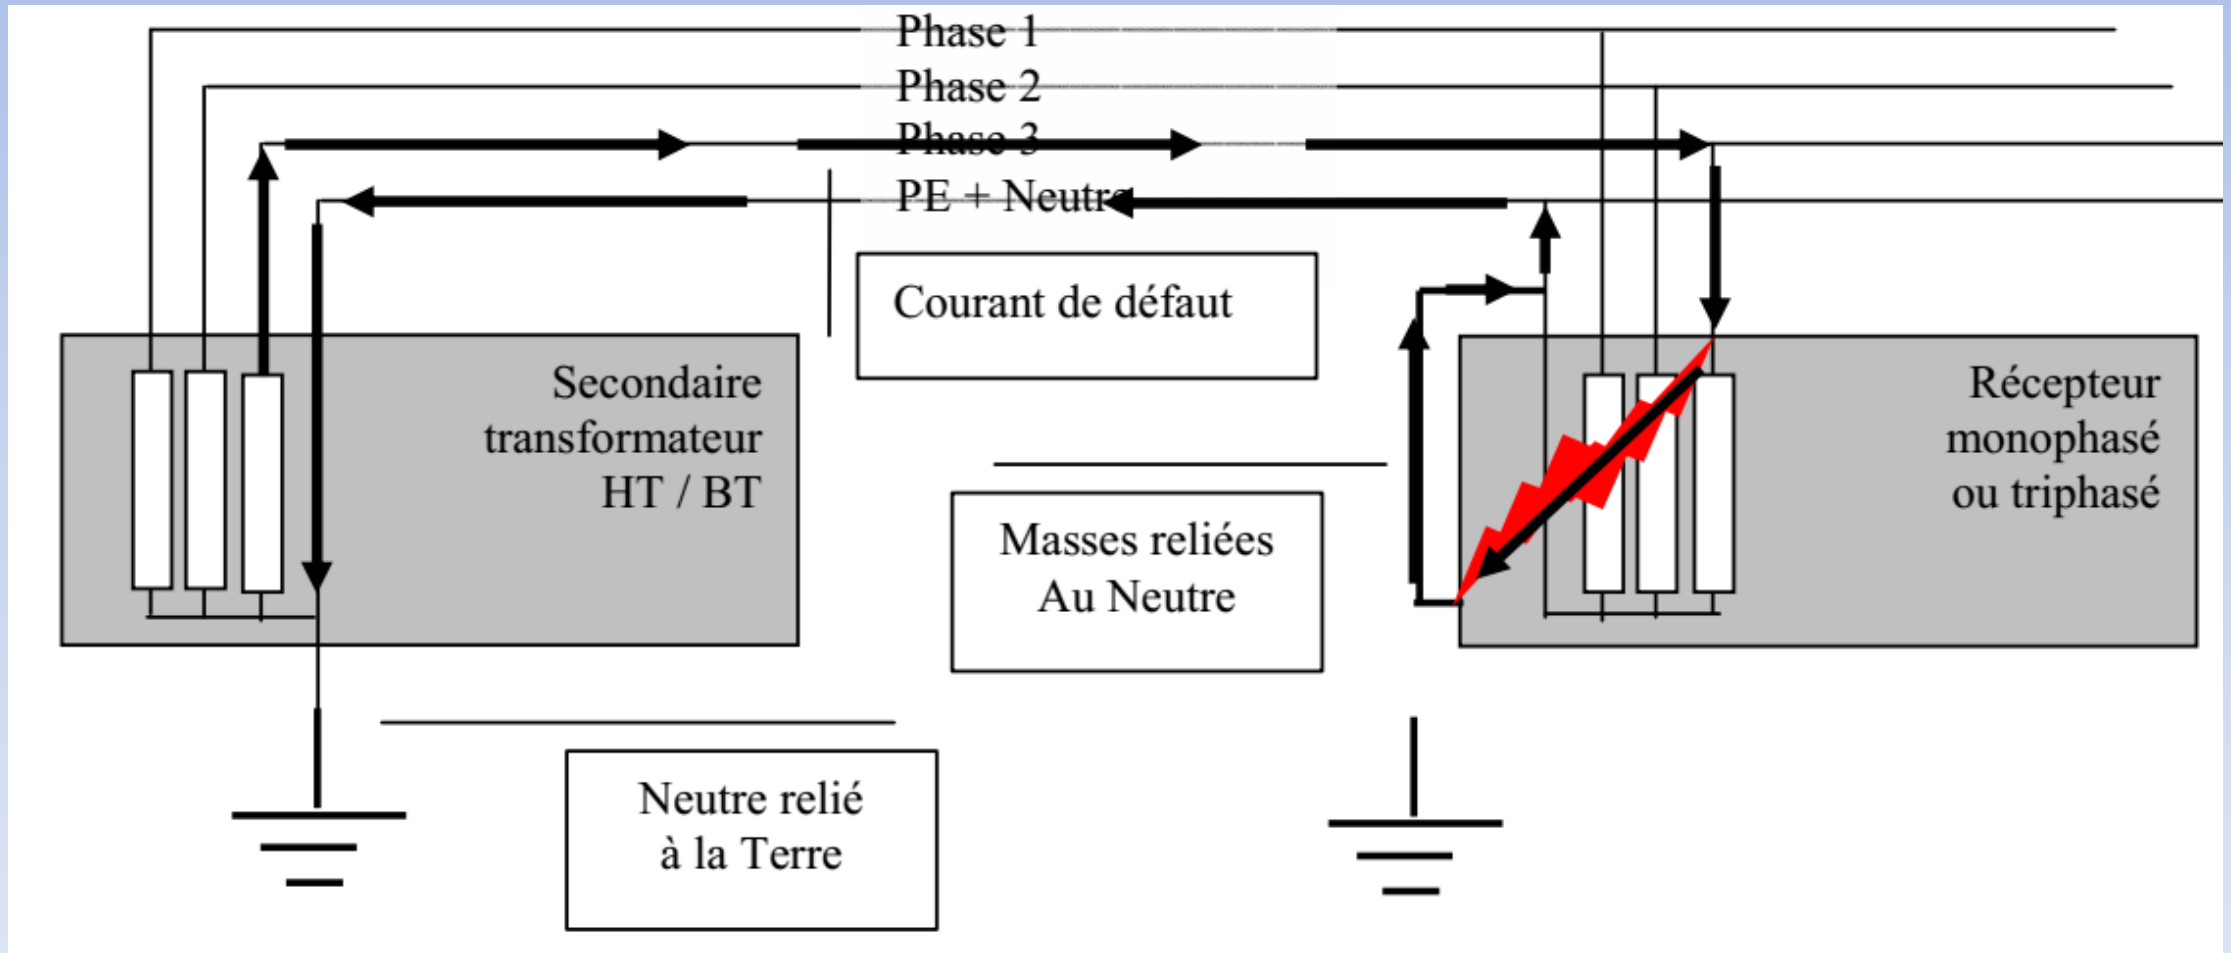 Phase 1
Phase 2
Phase 3
PE + Neutre
Courant de défaut
Secondaire
transformateur
HT / BT
Récepteur
monophasé
ou triphasé
Masses reliées
Au Neutre
Neutre relié
à la Terre